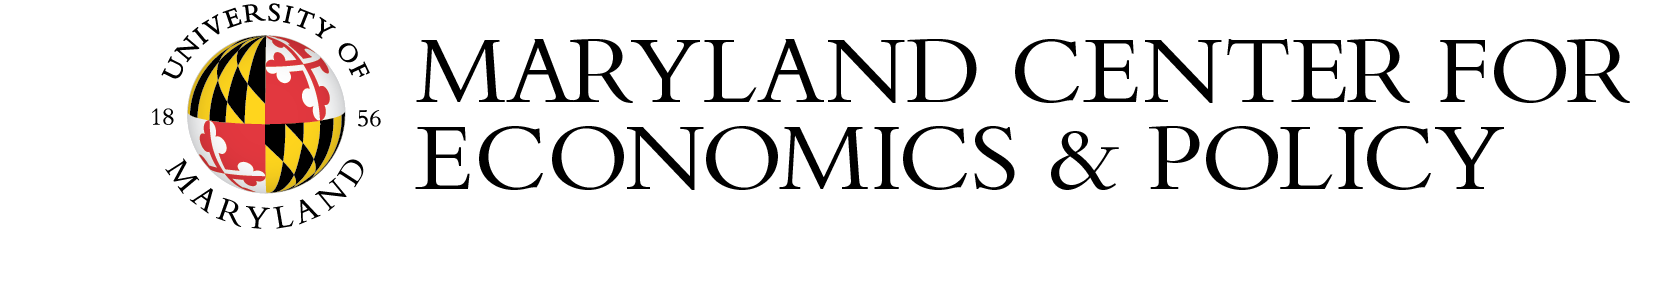 UNIVERSITY OF
18 56
MARYLAND
MARYLAND CENTER FOR
ECONOMICS & POLICY